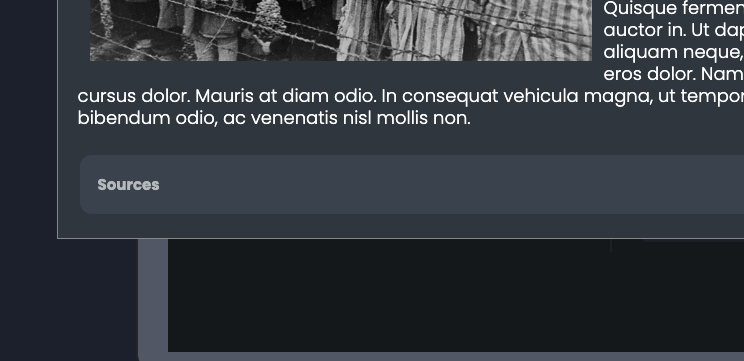 Quisque fermen
auctor in. Ut dap
aliquam neque,
eros dolor. Nam
cursus dolor. Mauris at diam odio. In consequat vehicula magna, ut tempor
bibendum odio, ac venenatis nisl mollis non.
Sources